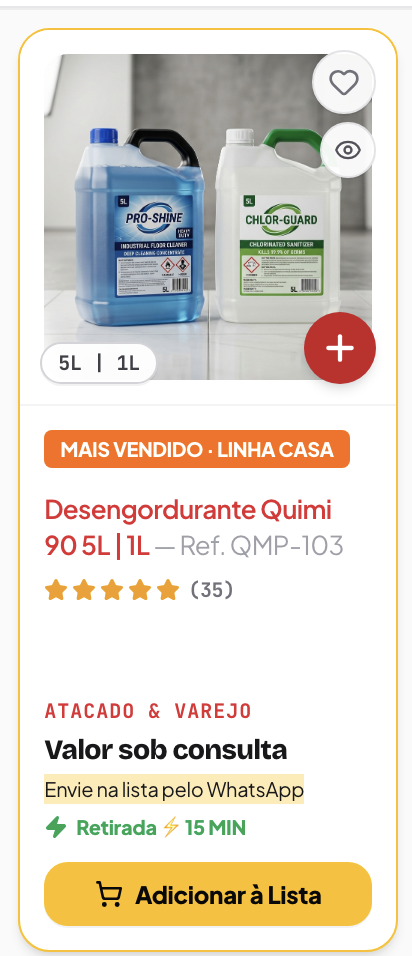 5L
PRO-SHINE
HEAVY DUTY
INDUSTRIAL FLOOR CLEANER
DEEP CLEANING CONCENTRATE
5L
5L
CHLOR-GUARD
CHLORINATED SANITIZER
KILLS 99.9% OF GERMS
5L
5L | 1L
MAIS VENDIDO · LINHA CASA
Desengordurante Quimi
90 5L | 1L — Ref. QMP-103
(35)
ATACADO & VAREJO
Valor sob consulta
Envie na lista pelo WhatsApp
Retirada ⚡ 15 MIN
Adicionar à Lista